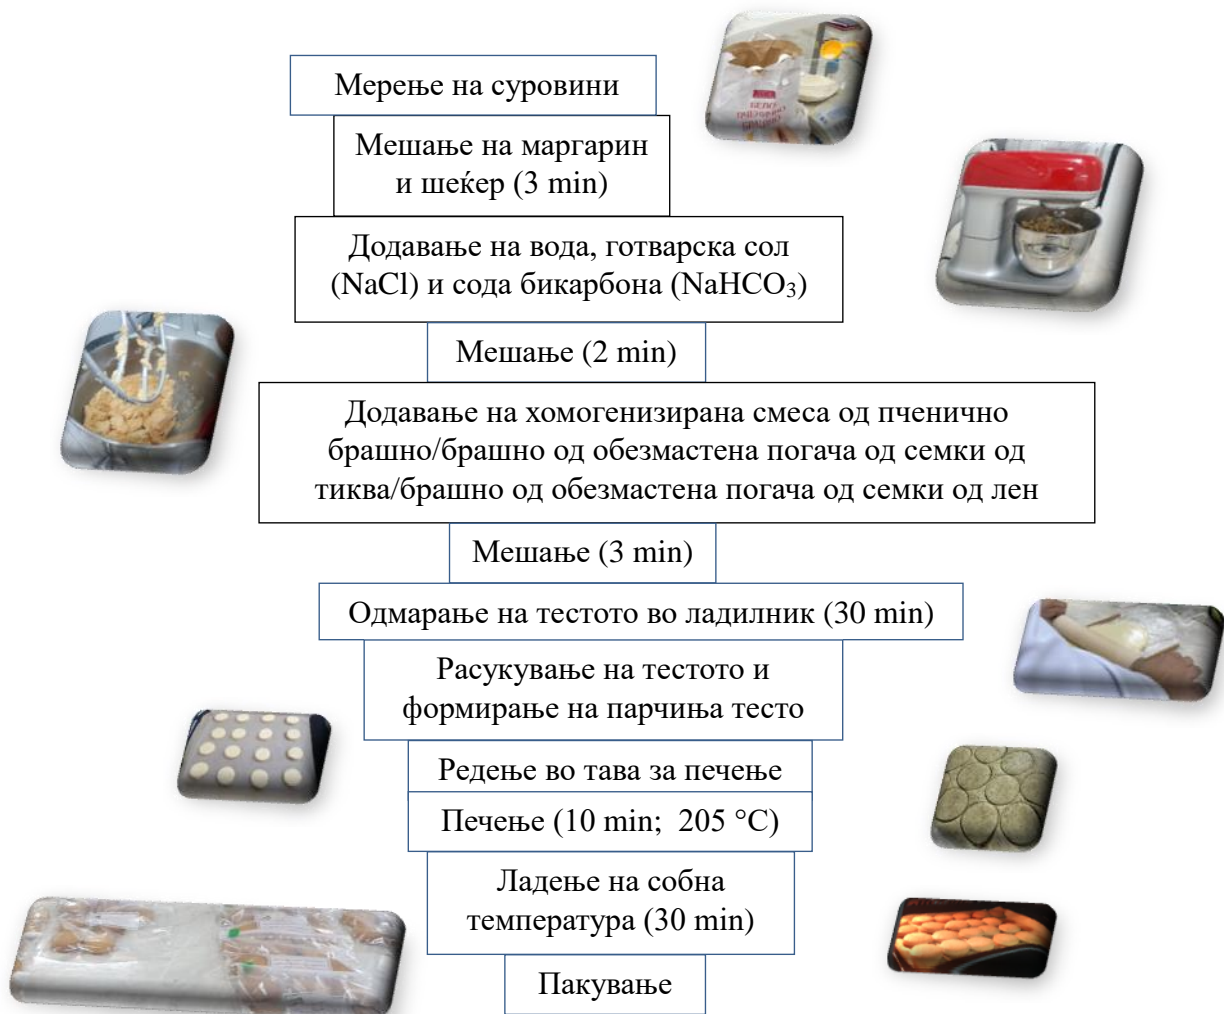 Мерење на суровини
Мешање на маргарин
и шеќер (3 min)
Додавање на вода, готварска сол
(NaCl) и сода бикарбона (NaHCO₃)
Мешање (2 min)
Додавање на хомогенизирана смеса од пченично
брашно/брашно од обезмастена погача од семки од
тиква/брашно од обезмастена погача од семки од лен
Мешање (3 min)
Одмарање на тестото во ладилник (30 min)
Расукување на тестото и
формирање на парчиња тесто
Редење во тава за печење
Печење (10 min; 205 °C)
Ладење на собна
температура (30 min)
Пакување